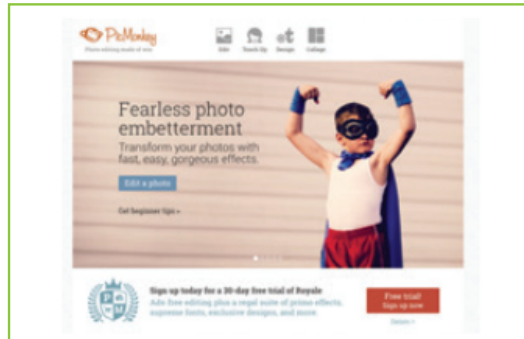 PicMonkey
Photo editing made of win
Edit
Touch Up
Design
Collage
Fearless photo
embetterment
Transform your photos with
fast, easy, gorgeous effects.
Edit a photo
Get beginner tips »
Sign up today for a 30-day free trial of Royale
Ads-free editing plus a regal suite of primo effects,
supreme fonts, exclusive designs, and more.
Free trial!
Sign up now
Details »
P M